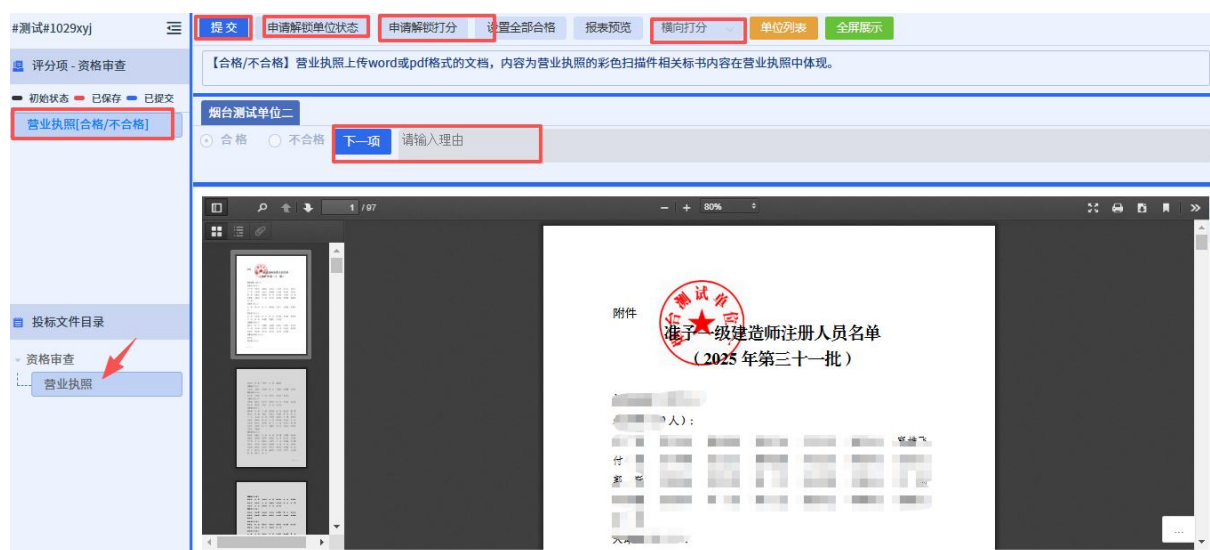 #测试#1029xyj
提交 申请解锁单位状态 申请解锁打分 设置全部合格 报表预览 横向打分 单位列表 全屏展示
评分项 - 资格审查
【合格/不合格】营业执照上传word或pdf格式的文档，内容为营业执照的彩色扫描件相关标书内容在营业执照中体现。
初始状态 已保存 已提交
营业执照[合格/不合格]
烟台测试单位二
合格 不合格 下一项 请输入理由
1 / 97
80%
投标文件目录
资格审查
营业执照
附件
准予一级建造师注册人员名单
（2025 年第三十一批）
人）：
付
...